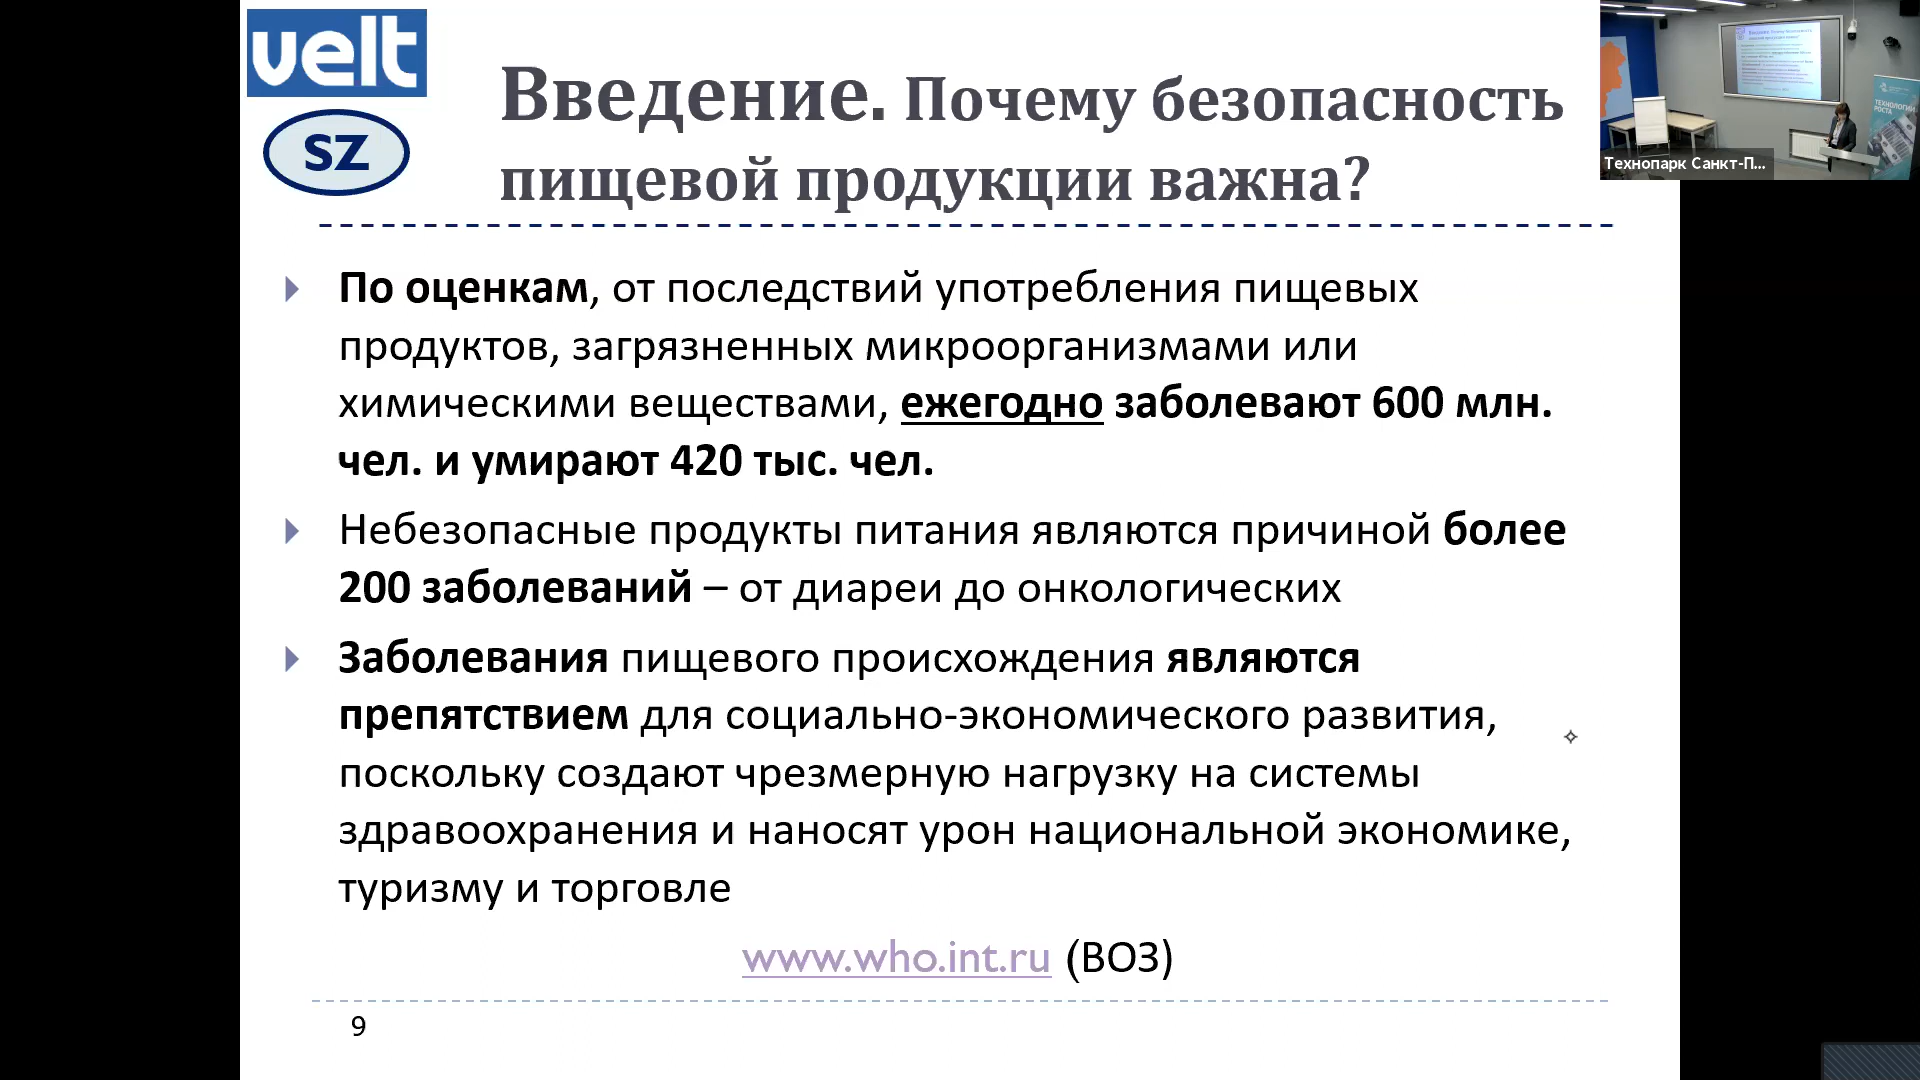 velt
SZ
Введение. Почему безопасность
пищевой продукции важна?
По оценкам, от последствий употребления пищевых
продуктов, загрязненных микроорганизмами или
химическими веществами, ежегодно заболевают 600 млн.
чел. и умирают 420 тыс. чел.
Небезопасные продукты питания являются причиной более
200 заболеваний – от диареи до онкологических
Заболевания пищевого происхождения являются
препятствием для социально-экономического развития,
поскольку создают чрезмерную нагрузку на системы
здравоохранения и наносят урон национальной экономике,
туризму и торговле
www.who.int.ru (ВОЗ)
9
ТЕХНОЛОГИИ
РОСТА
Технопарк Санкт-П...